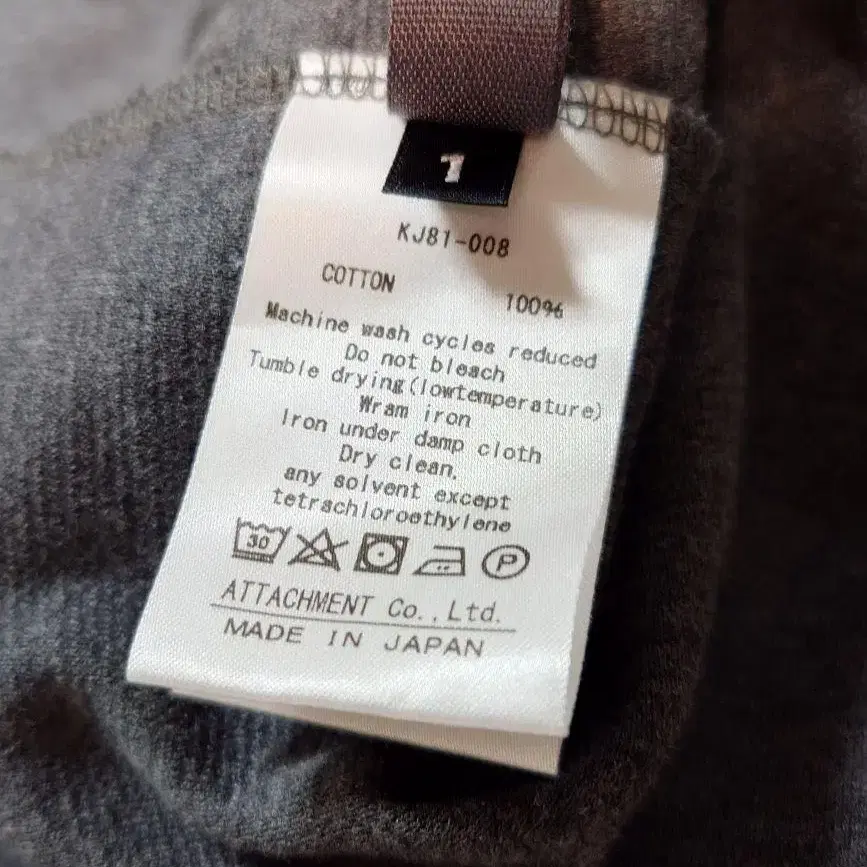 1
KJ81-008
COTTON 100%
Machine wash cycles reduced
Do not bleach
Tumble drying(lowtemperature)
Wram iron
Iron under damp cloth
Dry clean,
any solvent except
tetrachloroethylene
30 P
ATTACHMENT Co.,Ltd.
MADE IN JAPAN